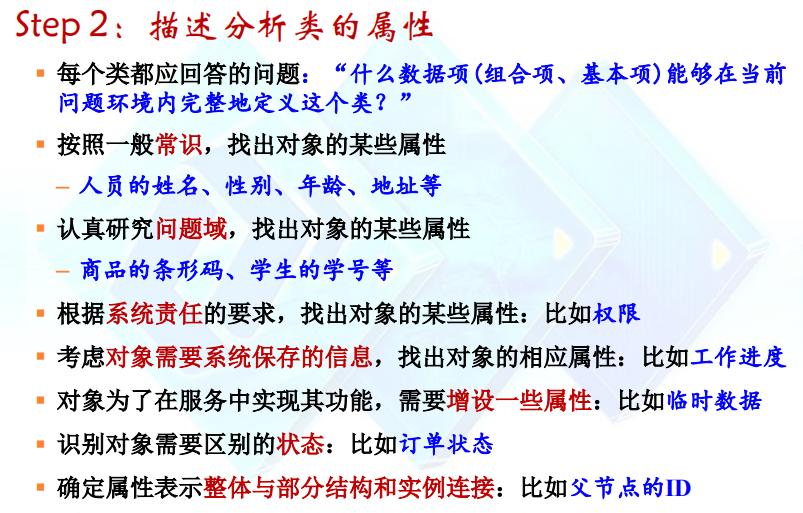 Step 2：描述分析类的属性
▪ 每个类都应回答的问题：“什么数据项(组合项、基本项)能够在当前
问题环境内完整地定义这个类？”
▪ 按照一般常识，找出对象的某些属性
– 人员的姓名、性别、年龄、地址等
▪ 认真研究问题域，找出对象的某些属性
– 商品的条形码、学生的学号等
▪ 根据系统责任的要求，找出对象的某些属性：比如权限
▪ 考虑对象需要系统保存的信息，找出对象的相应属性：比如工作进度
▪ 对象为了在服务中实现其功能，需要增设一些属性：比如临时数据
▪ 识别对象需要区别的状态：比如订单状态
▪ 确定属性表示整体与部分结构和实例连接：比如父节点的ID